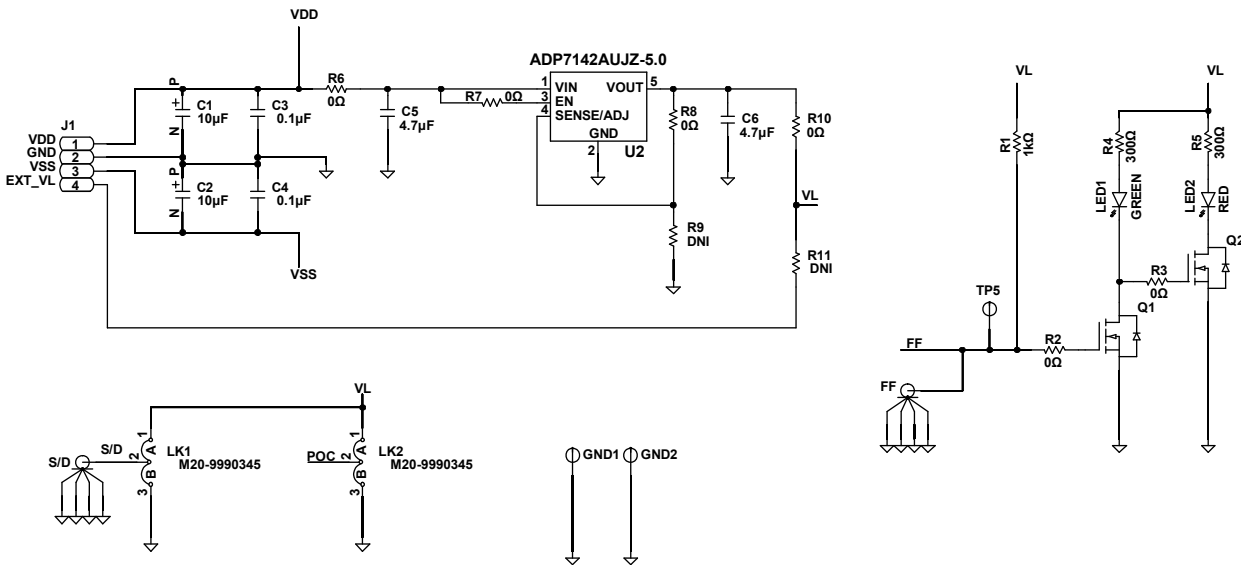 VDD
J1
VDD 1
GND 2
VSS 3
EXT_VL 4
P
+ C1
10µF
N
C3
0.1µF
P
+ C2
10µF
N
C4
0.1µF
VSS
R6
0Ω
C5
4.7µF
R7 0Ω
ADP7142AUJZ-5.0
1 VIN VOUT 5
3 EN
4 SENSE/ADJ
GND
2
U2
R8
0Ω
C6
4.7µF
R10
0Ω
VL
R9
DNI
R11
DNI
VL
R1
1kΩ
VL
R4
300Ω
R5
300Ω
LED1
GREEN
LED2
RED
Q2
R3
0Ω
Q1
TP5
FF
R2
0Ω
FF
VL
S/D
S/D
1
2
3
A
B
LK1
M20-9990345
POC
1
2
3
A
B
LK2
M20-9990345
GND1
GND2